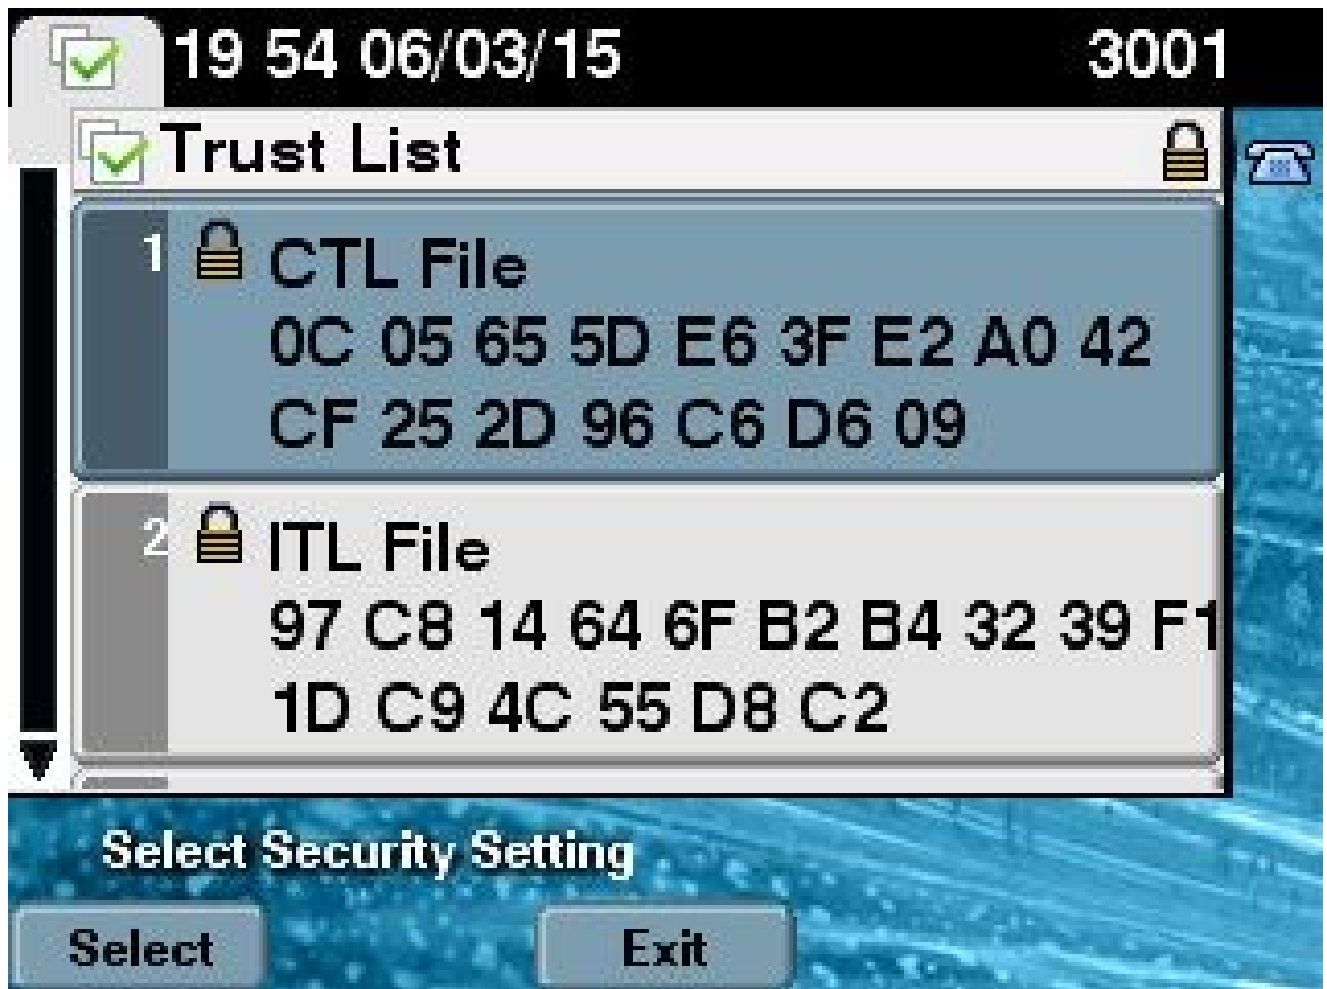 19 54 06/03/15 3001
Trust List
1 CTL File
0C 05 65 5D E6 3F E2 A0 42
CF 25 2D 96 C6 D6 09
2 ITL File
97 C8 14 64 6F B2 B4 32 39 F1
1D C9 4C 55 D8 C2
Select Security Setting
Select Exit